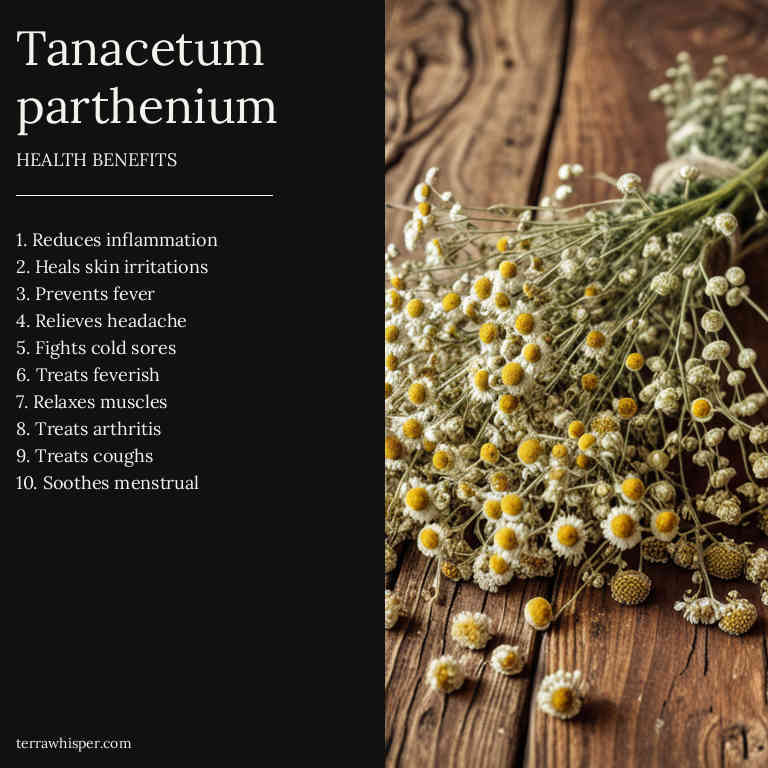 Tanacetum
parthenium
HEALTH BENEFITS
1. Reduces inflammation
2. Heals skin irritations
3. Prevents fever
4. Relieves headache
5. Fights cold sores
6. Treats feverish
7. Relaxes muscles
8. Treats arthritis
9. Treats coughs
10. Soothes menstrual
terrawhisper.com